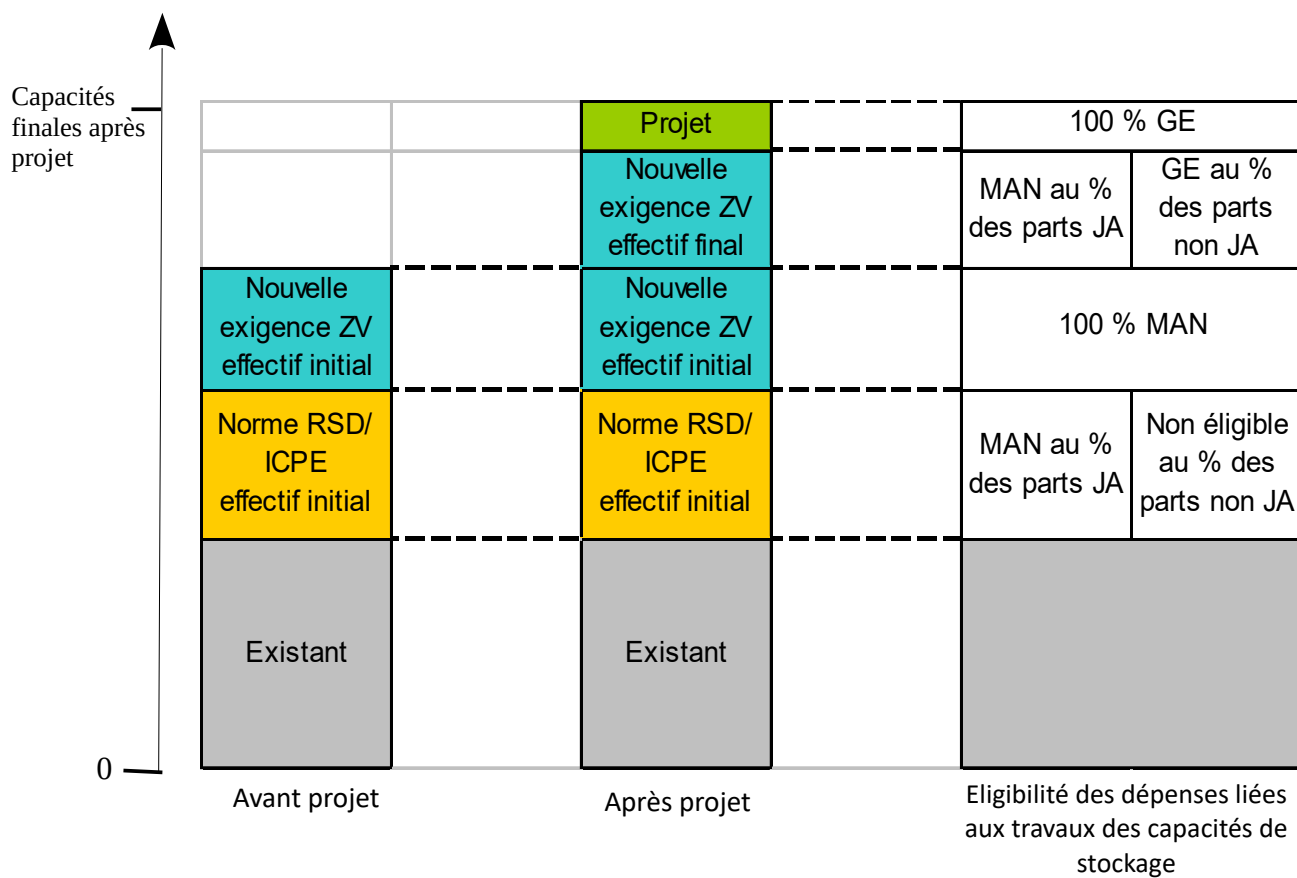 Capacités
finales après
projet
Projet
100 % GE
Nouvelle
exigence ZV
effectif final
MAN au %
des parts JA
GE au %
des parts
non JA
Nouvelle
exigence ZV
effectif initial
Nouvelle
exigence ZV
effectif initial
100 % MAN
Norme RSD/
ICPE
effectif initial
Norme RSD/
ICPE
effectif initial
MAN au %
des parts JA
Non éligible
au % des
parts non JA
Existant
Existant
0
Avant projet
Après projet
Eligibilité des dépenses liées
aux travaux des capacités de
stockage